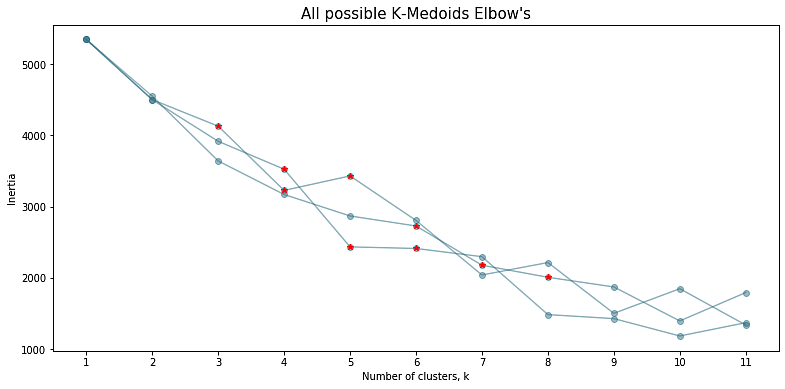 All possible K-Medoids Elbow's
5000
4000
3000
2000
1000
Inertia
1 2 3 4 5 6 7 8 9 10 11
Number of clusters, k